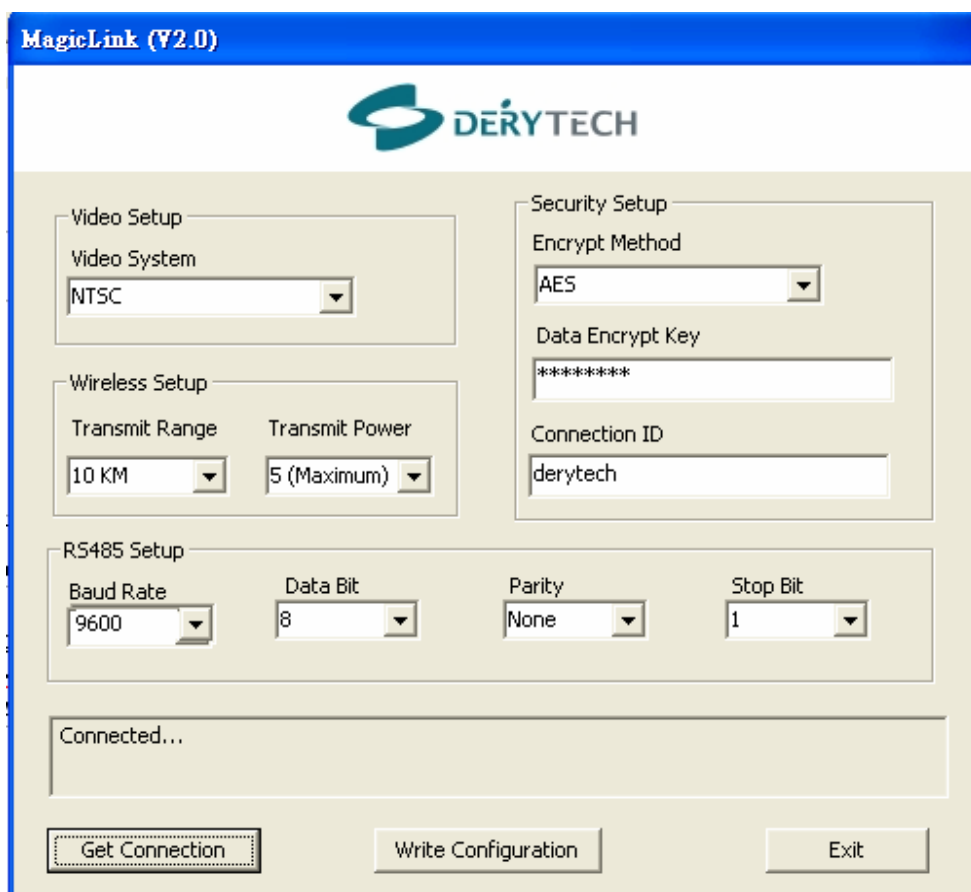 MagicLink (V2.0)
DERYTECH
Video Setup
Video System
NTSC
Security Setup
Encrypt Method
AES
Data Encrypt Key
********
Connection ID
derytech
Wireless Setup
Transmit Range Transmit Power
10 KM 5 (Maximum)
RS485 Setup
Baud Rate Data Bit Parity Stop Bit
9600 8 None 1
Connected...
Get Connection Write Configuration Exit